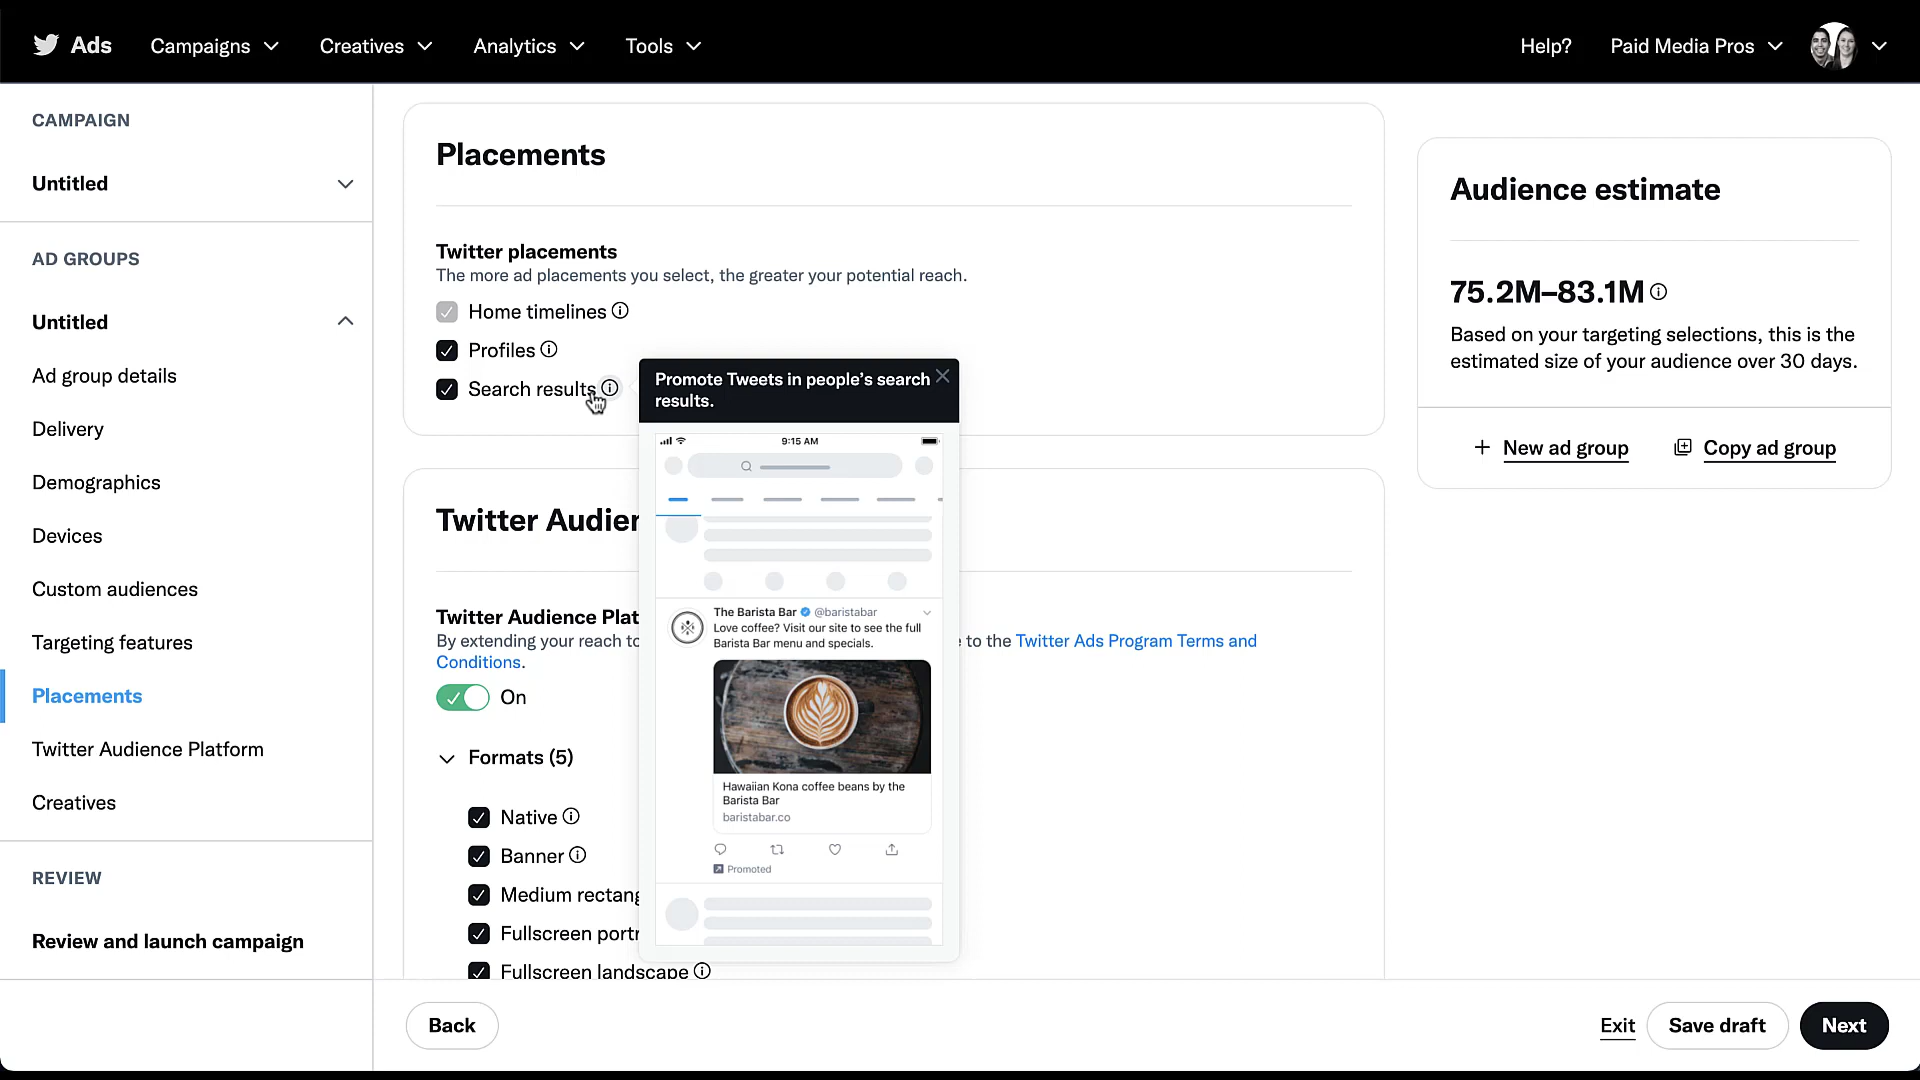 Ads
Campaigns
Creatives
Analytics
Tools
Help?
Paid Media Pros
CAMPAIGN
Untitled
AD GROUPS
Untitled
Ad group details
Delivery
Demographics
Devices
Custom audiences
Targeting features
Placements
Twitter Audience Platform
Creatives
REVIEW
Review and launch campaign
Placements
Twitter placements
The more ad placements you select, the greater your potential reach.
Home timelines
Profiles
Search results
Promote Tweets in people's search
results.
9:15 AM
The Barista Bar @baristabar
Love coffee? Visit our site to see the full
Barista Bar menu and specials.
Hawaiian Kona coffee beans by the
Barista Bar
baristabar.co
Promoted
Twitter Audien
Twitter Audience Plat
By extending your reach to
e to the Twitter Ads Program Terms and
Conditions.
On
Formats (5)
Native
Banner
Medium rectang
Fullscreen portr
Fullscreen landscape
Audience estimate
75.2M–83.1M
Based on your targeting selections, this is the
estimated size of your audience over 30 days.
New ad group
Copy ad group
Back
Exit
Save draft
Next